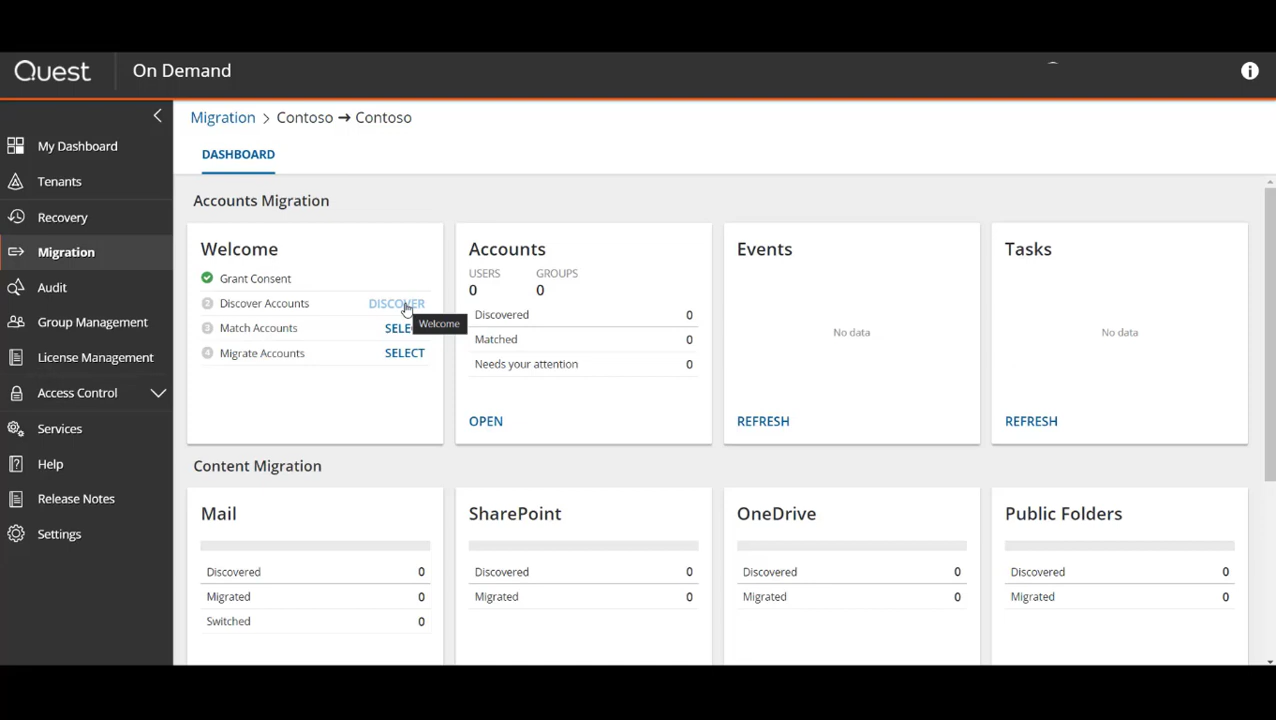 Quest On Demand
Migration > Contoso → Contoso
DASHBOARD
My Dashboard
Tenants
Recovery
Migration
Audit
Group Management
License Management
Access Control
Services
Help
Release Notes
Settings
Accounts Migration
Welcome
Grant Consent
2 Discover Accounts DISCOVER
3 Match Accounts SELE
Welcome
4 Migrate Accounts SELECT
Accounts
USERS GROUPS
0 0
Discovered 0
Matched 0
Needs your attention 0
OPEN
Events
No data
REFRESH
Tasks
No data
REFRESH
Content Migration
Mail
Discovered 0
Migrated 0
Switched 0
SharePoint
Discovered 0
Migrated 0
OneDrive
Discovered 0
Migrated 0
Public Folders
Discovered 0
Migrated 0